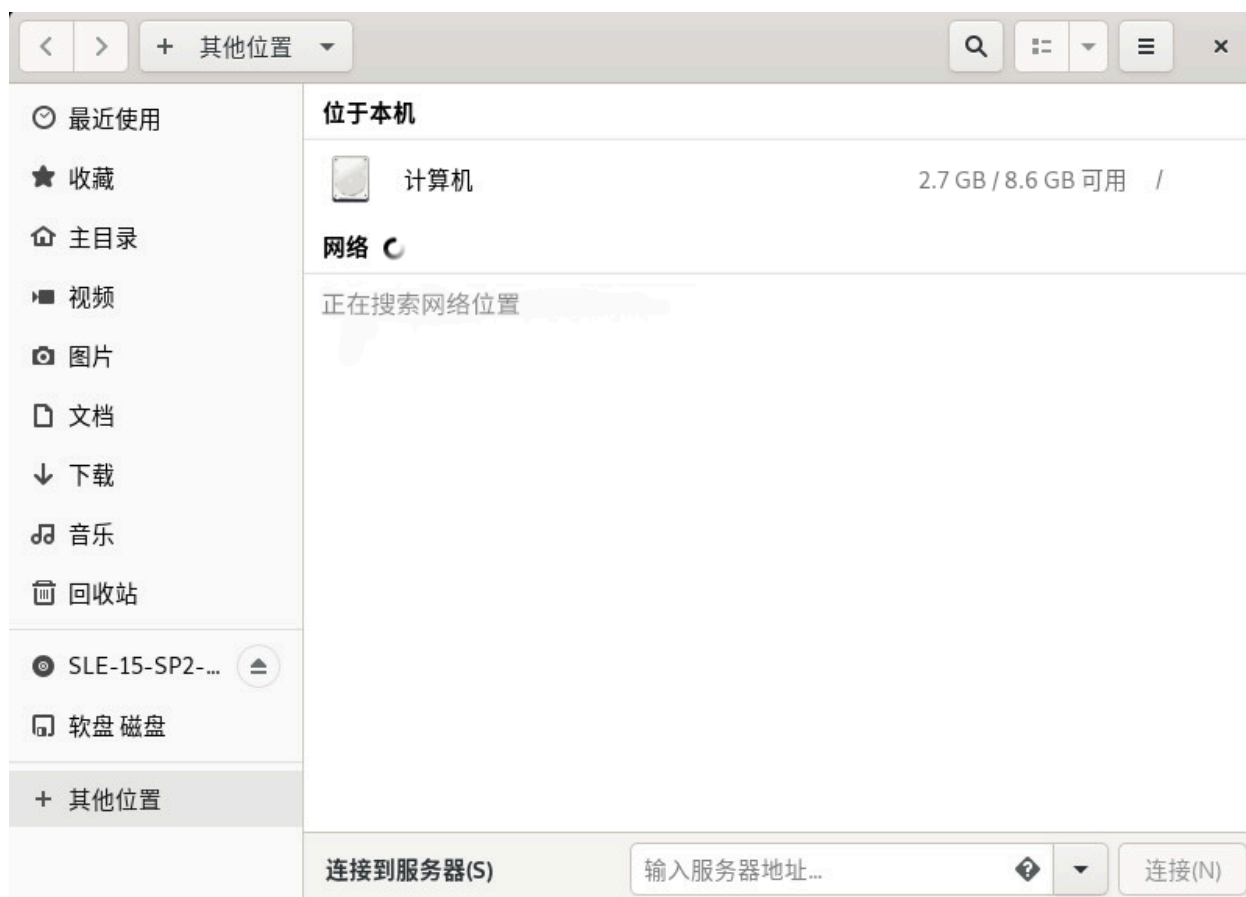 其他位置
最近使用
收藏
主目录
视频
图片
文档
下载
音乐
回收站
SLE-15-SP2-...
软盘 磁盘
其他位置
位于本机
计算机 2.7 GB / 8.6 GB 可用 /
网络
正在搜索网络位置
连接到服务器(S) 输入服务器地址... 连接(N)